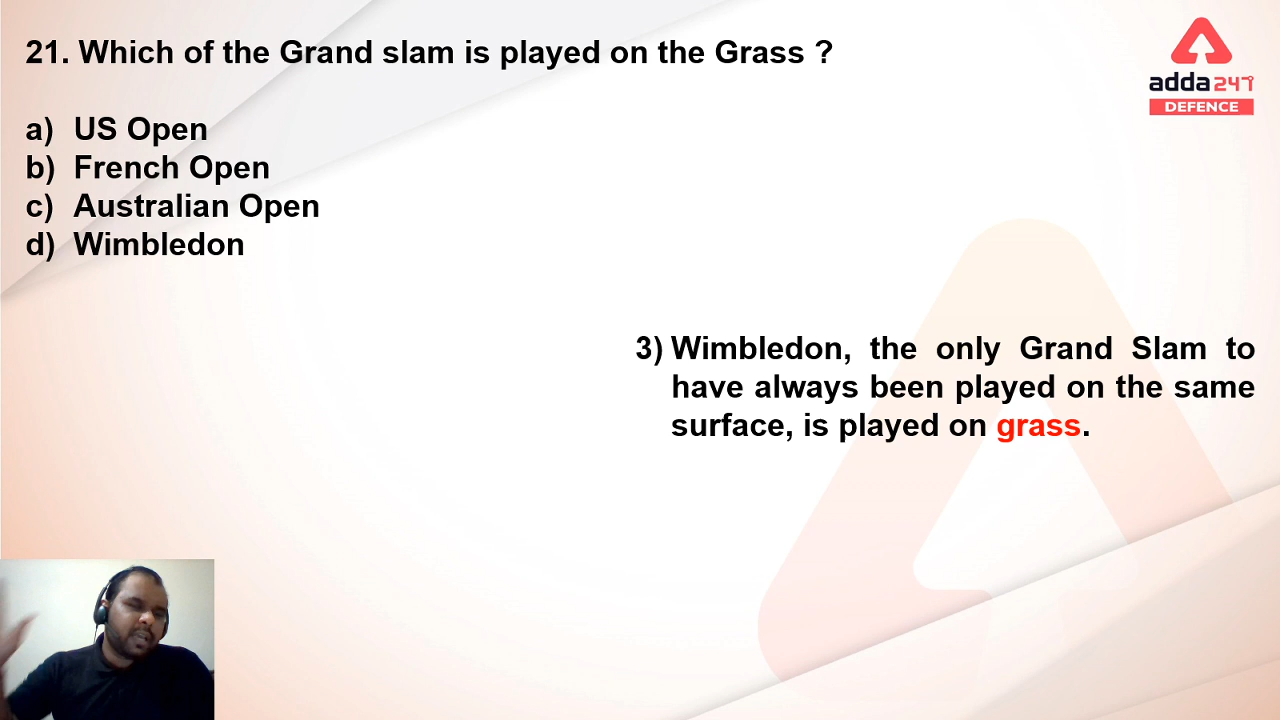 21. Which of the Grand slam is played on the Grass ?
a) US Open
b) French Open
c) Australian Open
d) Wimbledon
3) Wimbledon, the only Grand Slam to
have always been played on the same
surface, is played on grass.
adda247
DEFENCE